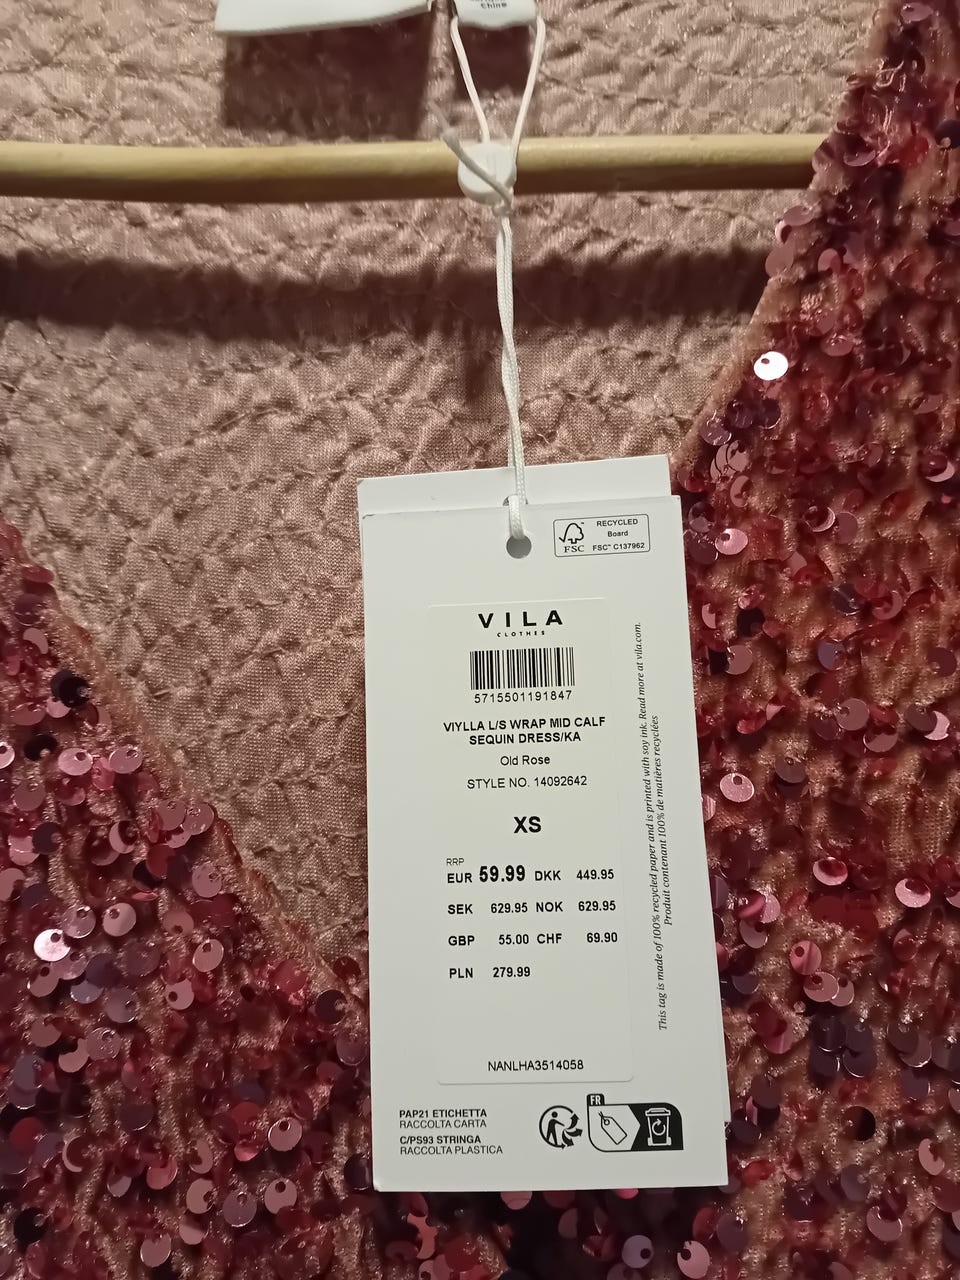 China
RECYCLED
Board
FSC™ C137962
FSC
VILA
CLOTHES
5715501191847
VIYLLA L/S WRAP MID CALF
SEQUIN DRESS/KA
Old Rose
STYLE NO. 14092642
XS
RRP
EUR 59.99 DKK 449.95
SEK 629.95 NOK 629.95
GBP 55.00 CHF 69.90
PLN 279.99
NANLHA3514058
This tag is made of 100% recycled paper and is printed with soy ink. Read more at vila.com.
Produit contenant 100% de matières recyclées
PAP21 ETICHETTA
RACCOLTA CARTA
C/PS93 STRINGA
RACCOLTA PLASTICA
FR